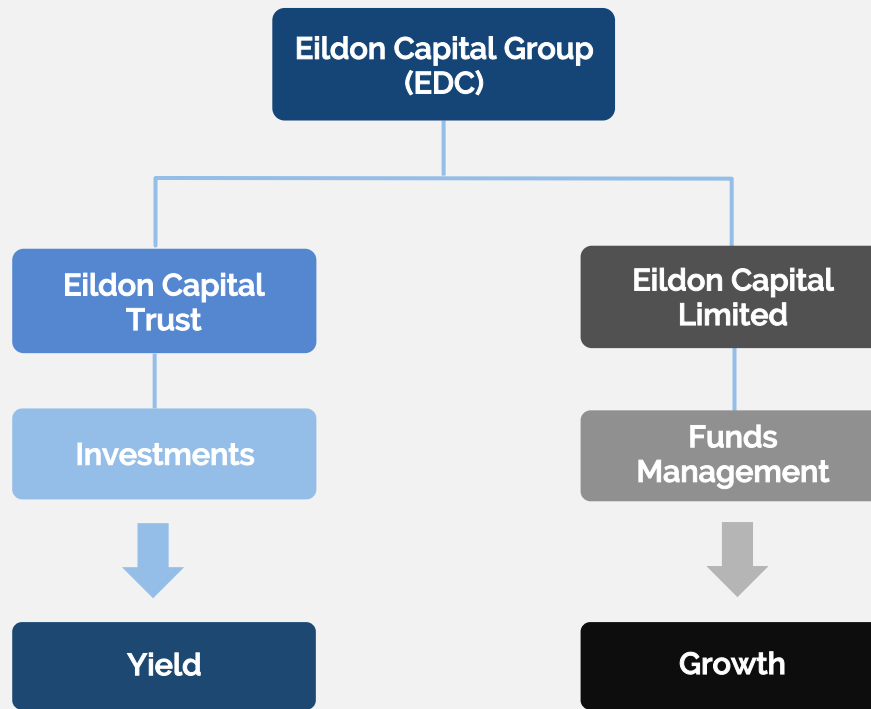 Eildon Capital Group
(EDC)
Eildon Capital
Trust
Eildon Capital
Limited
Investments
Funds
Management
Yield
Growth